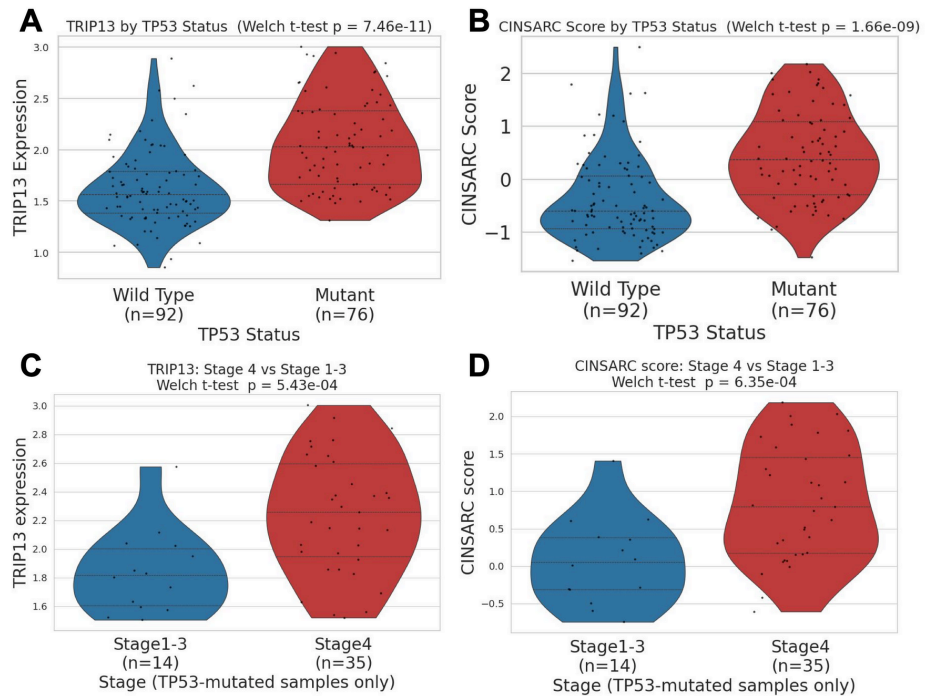 A
TRIP13 by TP53 Status (Welch t-test p = 7.46e-11)
TRIP13 Expression
3.0
2.5
2.0
1.5
1.0
Wild Type
(n=92)
Mutant
(n=76)
TP53 Status
B
CINSARC Score by TP53 Status (Welch t-test p = 1.66e-09)
CINSARC Score
2
1
0
−1
Wild Type
(n=92)
Mutant
(n=76)
TP53 Status
C
TRIP13: Stage 4 vs Stage 1-3
Welch t-test p = 5.43e-04
TRIP13 expression
3.0
2.8
2.6
2.4
2.2
2.0
1.8
1.6
Stage1-3
(n=14)
Stage4
(n=35)
Stage (TP53-mutated samples only)
D
CINSARC score: Stage 4 vs Stage 1-3
Welch t-test p = 6.35e-04
CINSARC score
2.0
1.5
1.0
0.5
0.0
−0.5
Stage1-3
(n=14)
Stage4
(n=35)
Stage (TP53-mutated samples only)